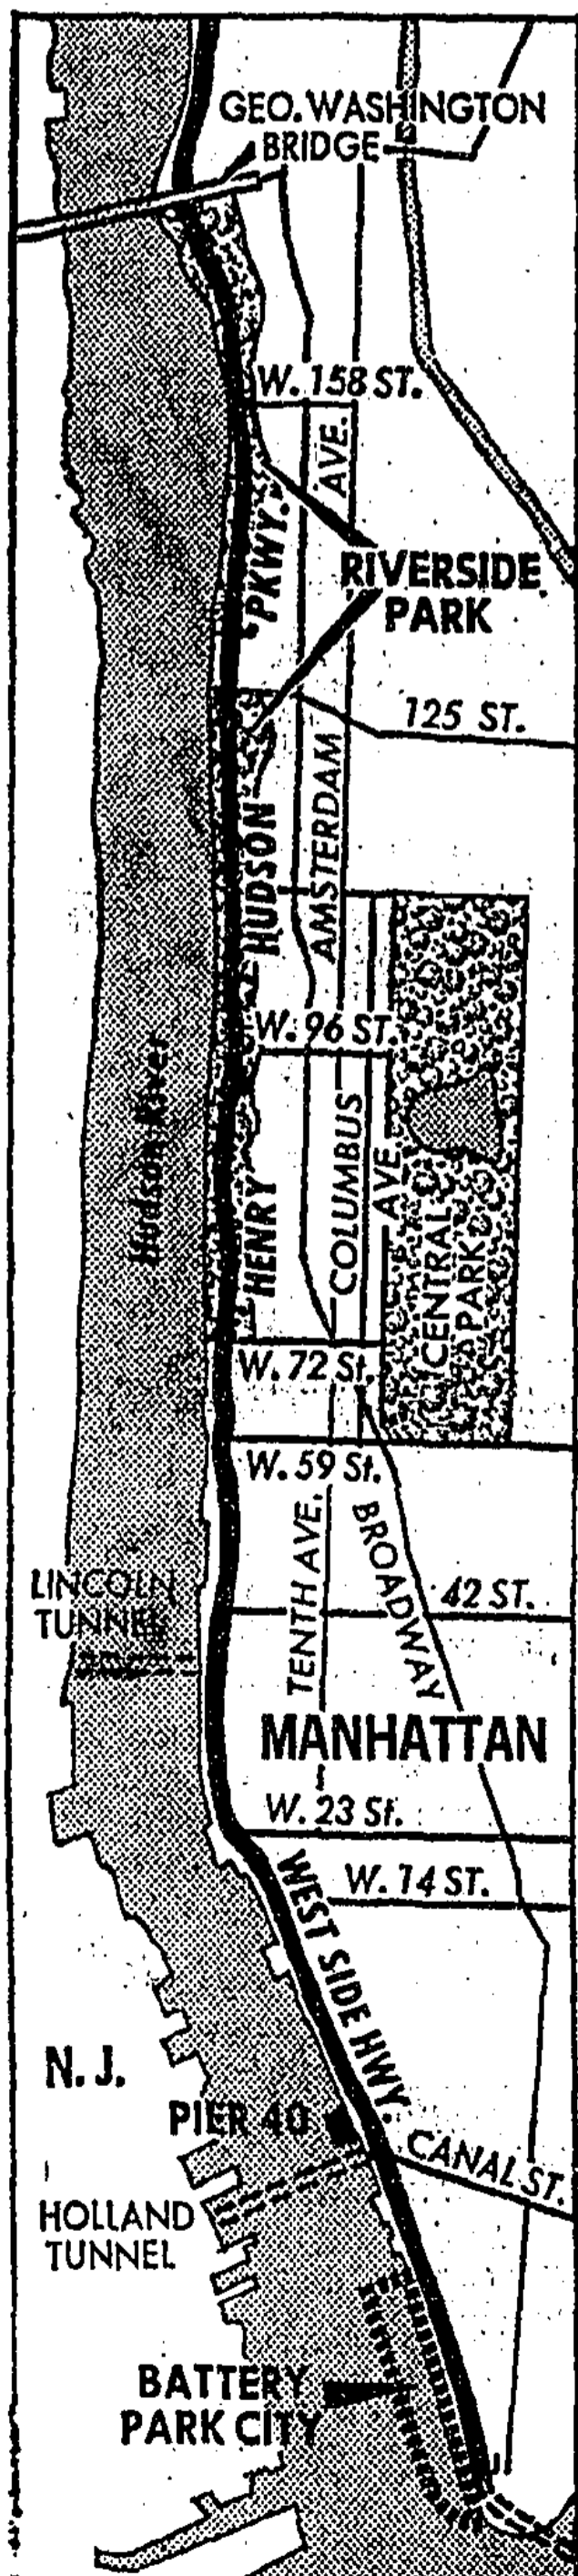 GEO. WASHINGTON
BRIDGE
W. 158 ST.
AVE.
PKWY.
RIVERSIDE
PARK
125 ST.
AMSTERDAM
HUDSON
W. 96 ST.
Hudson River
COLUMBUS
AVE.
HENRY
CENTRAL
PARK
W. 72 St.
W. 59 St.
TENTH AVE.
BROADWAY
LINCOLN
TUNNEL
42 ST.
MANHATTAN
W. 23 St.
W. 14 ST.
WEST SIDE HWY.
N. J.
PIER 40
CANAL ST.
HOLLAND
TUNNEL
BATTERY
PARK CITY